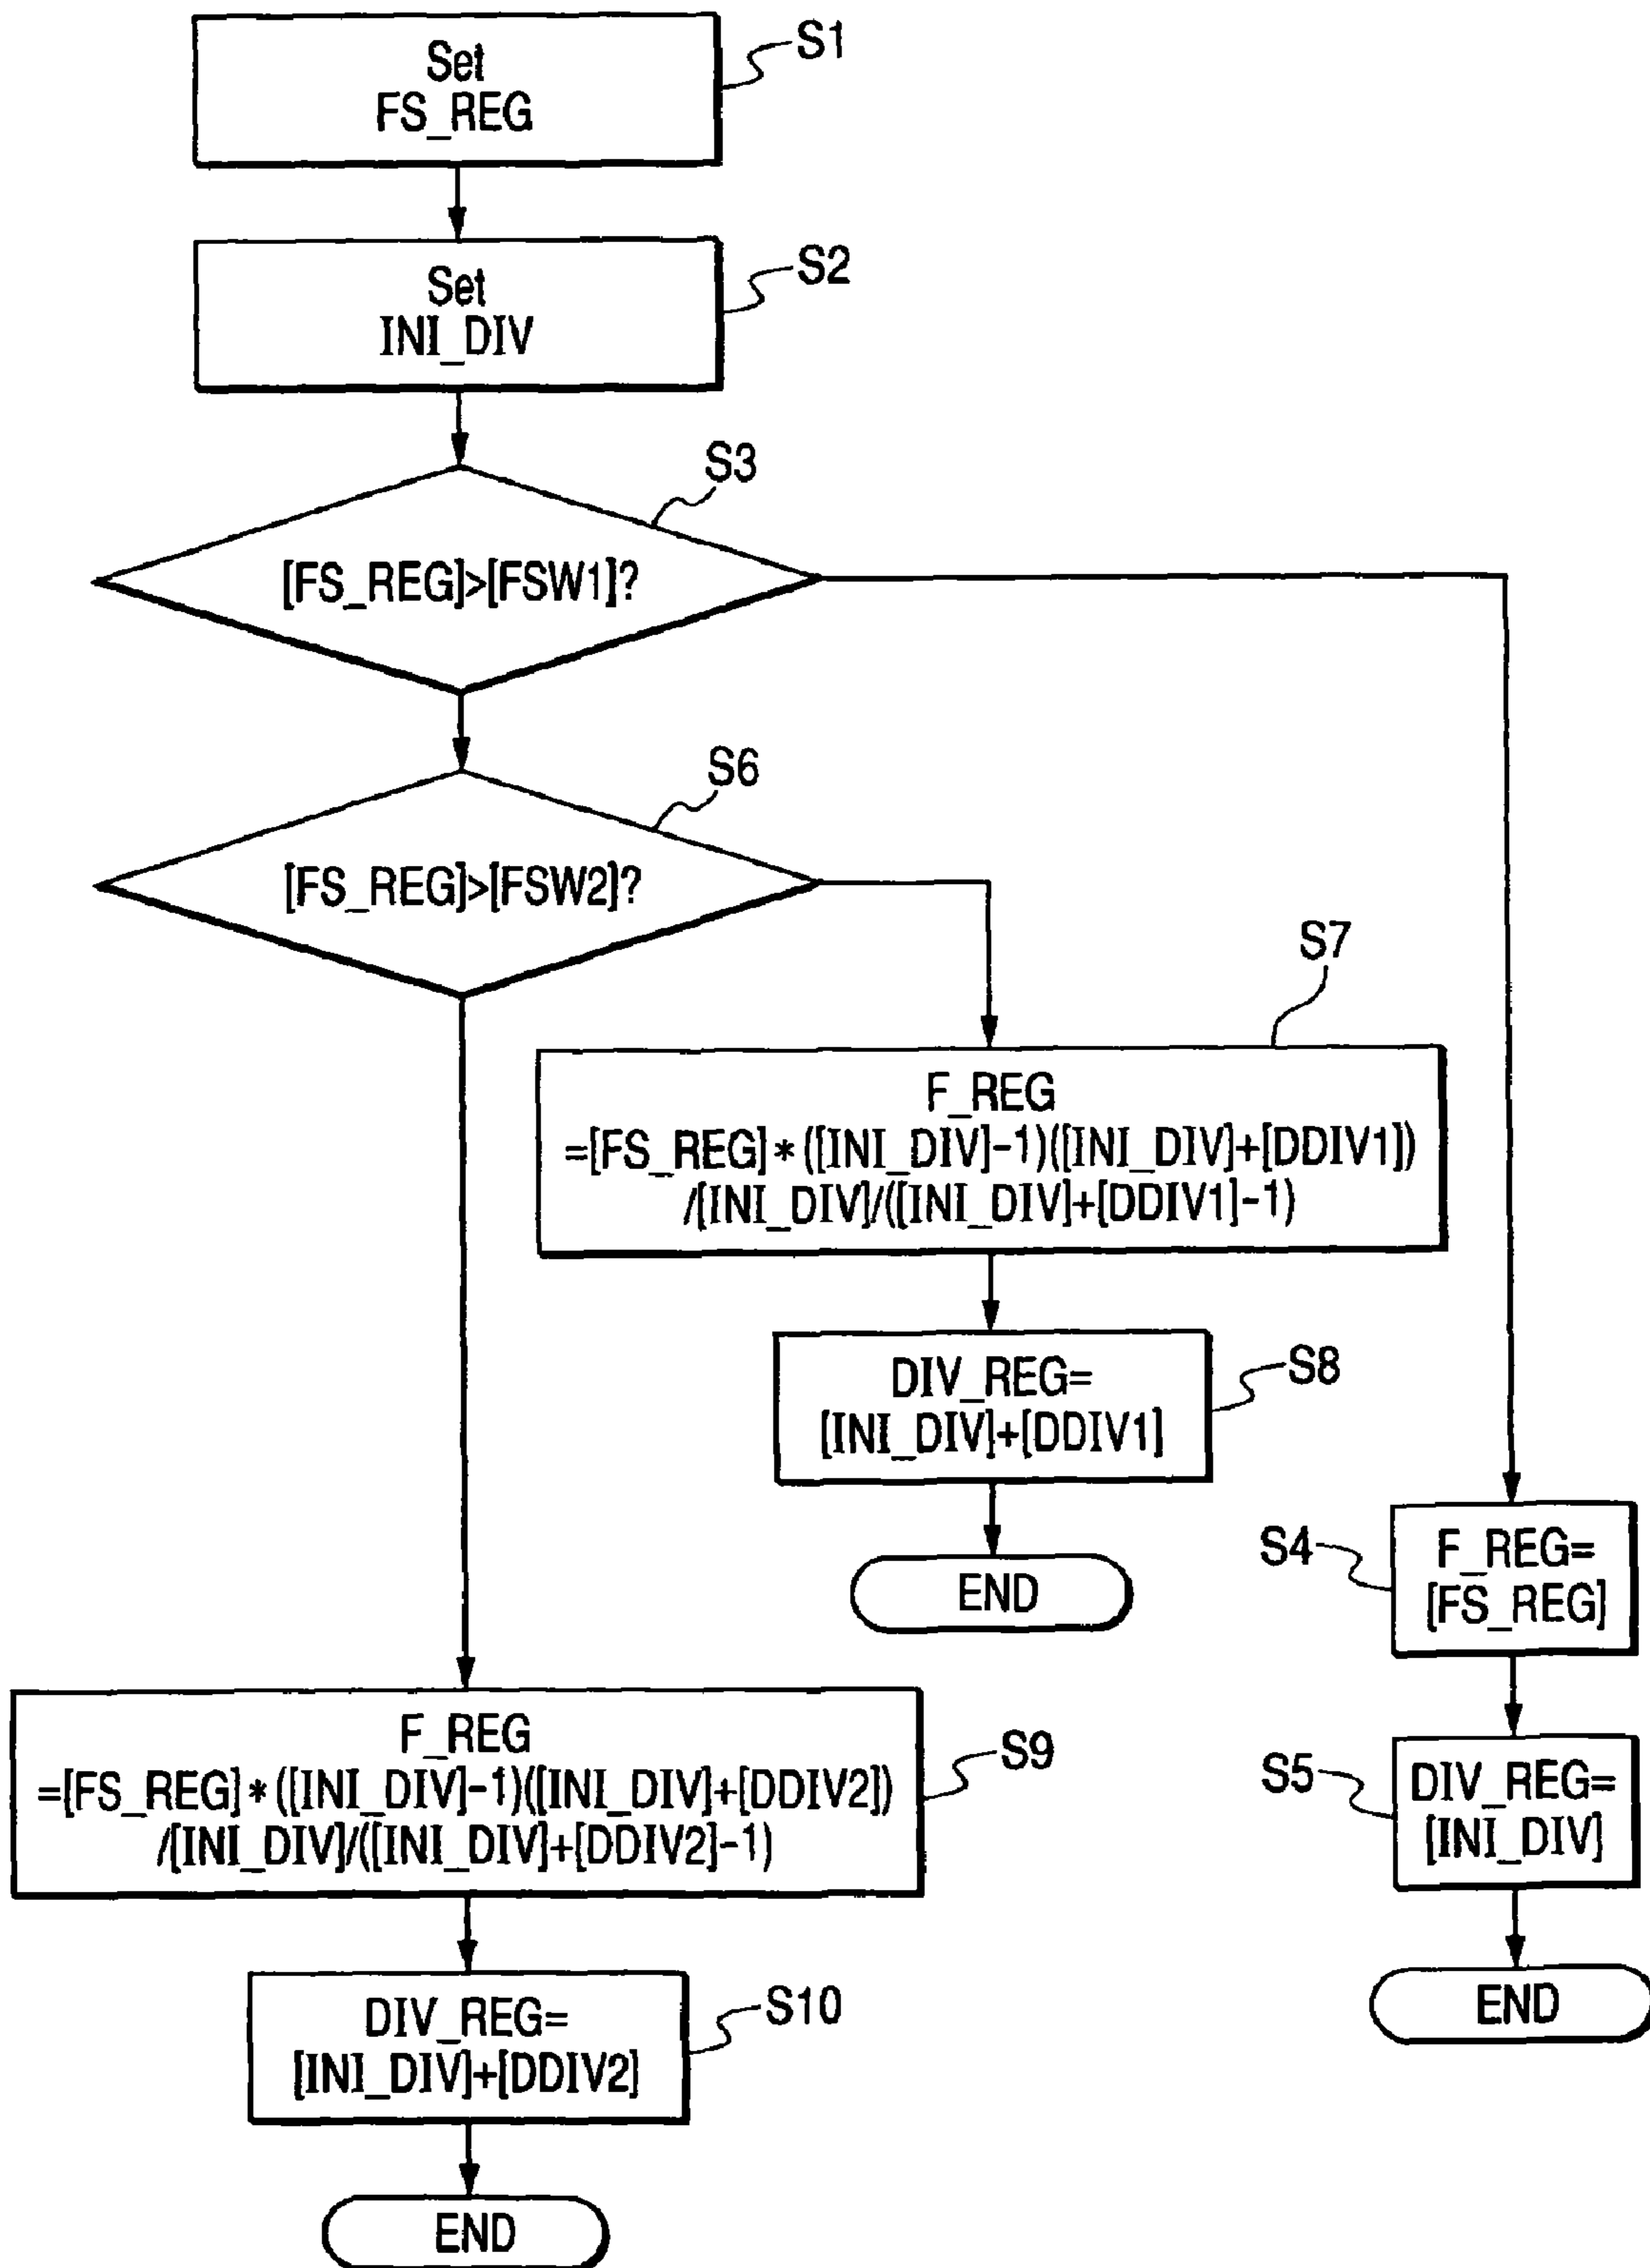 Set
FS_REG
S1
Set
INI_DIV
S2
S3
[FS_REG]>[FSW1]?
S6
[FS_REG]>[FSW2]?
S7
F_REG
=[FS_REG]*([INI_DIV]-1)([INI_DIV]+[DDIV1])
/[INI_DIV]/([INI_DIV]+[DDIV1]-1)
DIV_REG=
[INI_DIV]+[DDIV1]
S8
END
S4
F_REG=
[FS_REG]
S5
DIV_REG=
[INI_DIV]
END
F_REG
=[FS_REG]*([INI_DIV]-1)([INI_DIV]+[DDIV2])
/[INI_DIV]/([INI_DIV]+[DDIV2]-1)
S9
DIV_REG=
[INI_DIV]+[DDIV2]
S10
END